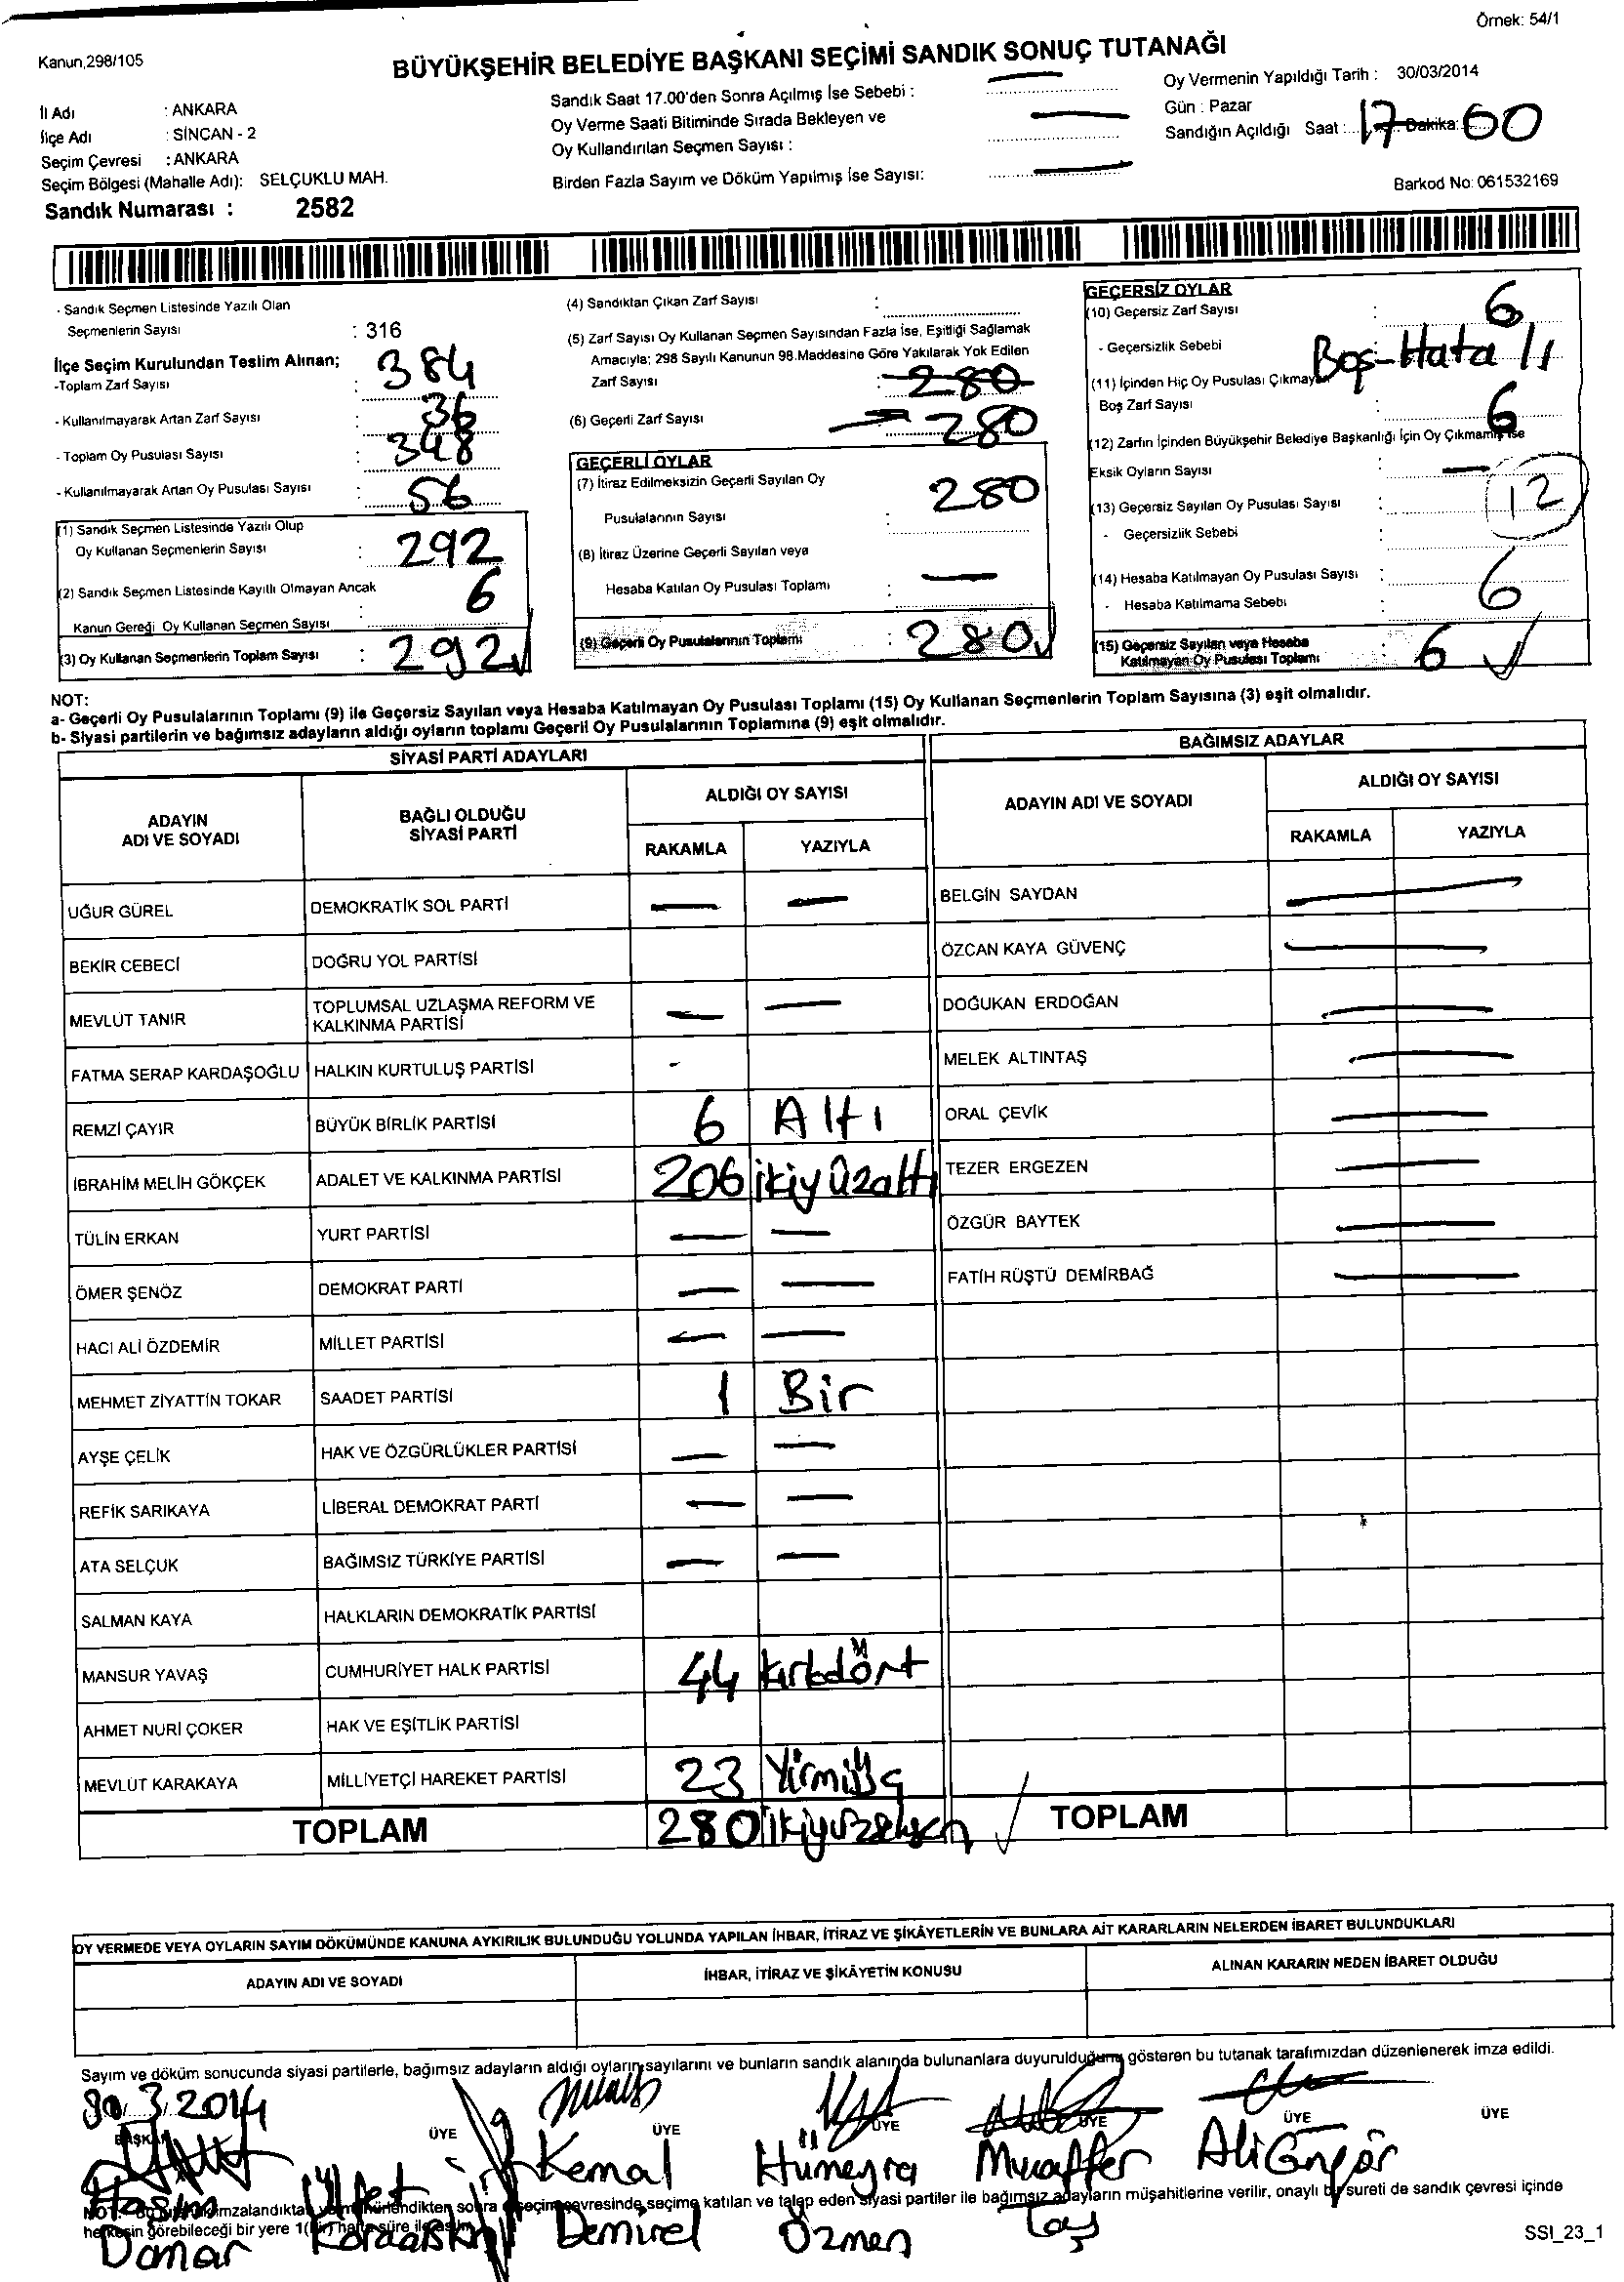 Örnek: 54/1
Kanun,298/105
BÜYÜKŞEHİR BELEDİYE BAŞKANI SEÇİMİ SANDIK SONUÇ TUTANAĞI
İl Adı : ANKARA
İlçe Adı : SİNCAN - 2
Seçim Çevresi : ANKARA
Seçim Bölgesi (Mahalle Adı): SELÇUKLU MAH.
Sandık Numarası : 2582
Sandık Saat 17.00'den Sonra Açılmış İse Sebebi :
Oy Verme Saati Bitiminde Sırada Bekleyen ve
Oy Kullandırılan Seçmen Sayısı :
Birden Fazla Sayım ve Döküm Yapılmış İse Sayısı:
Oy Vermenin Yapıldığı Tarih : 30/03/2014
Gün : Pazar
Sandığın Açıldığı Saat : 17 Dakika: 00
Barkod No: 061532169
- Sandık Seçmen Listesinde Yazılı Olan
Seçmenlerin Sayısı : 316
İlçe Seçim Kurulundan Teslim Alınan;
-Toplam Zarf Sayısı : 384
- Kullanılmayarak Artan Zarf Sayısı : 36
- Toplam Oy Pusulası Sayısı : 348
- Kullanılmayarak Artan Oy Pusulası Sayısı : 56
(1) Sandık Seçmen Listesinde Yazılı Olup
Oy Kullanan Seçmenlerin Sayısı : 292
(2) Sandık Seçmen Listesinde Kayıtlı Olmayan Ancak
Kanun Gereği Oy Kullanan Seçmen Sayısı 6
(3) Oy Kullanan Seçmenlerin Toplam Sayısı : 292
(4) Sandıktan Çıkan Zarf Sayısı :
(5) Zarf Sayısı Oy Kullanan Seçmen Sayısından Fazla İse, Eşitliği Sağlamak
Amacıyla; 298 Sayılı Kanunun 98.Maddesine Göre Yakılarak Yok Edilen
Zarf Sayısı : 280
(6) Geçerli Zarf Sayısı 280
GEÇERLİ OYLAR
(7) İtiraz Edilmeksizin Geçerli Sayılan Oy
Pusulalarının Sayısı : 280
(8) İtiraz Üzerine Geçerli Sayılan veya
Hesaba Katılan Oy Pusulası Toplamı : —
(9) Geçerli Oy Pusulalarının Toplamı : 280
GEÇERSİZ OYLAR
(10) Geçersiz Zarf Sayısı : 6
- Geçersizlik Sebebi : Boş-Hatalı
(11) İçinden Hiç Oy Pusulası Çıkmayan
Boş Zarf Sayısı : 6
(12) Zarfın İçinden Büyükşehir Belediye Başkanlığı İçin Oy Çıkmamış İse
Eksik Oyların Sayısı : —
(13) Geçersiz Sayılan Oy Pusulası Sayısı : 12
- Geçersizlik Sebebi :
(14) Hesaba Katılmayan Oy Pusulası Sayısı : 6
- Hesaba Katılmama Sebebi :
(15) Geçersiz Sayılan veya Hesaba
Katılmayan Oy Pusulası Toplamı : 6
NOT:
a- Geçerli Oy Pusulalarının Toplamı (9) ile Geçersiz Sayılan veya Hesaba Katılmayan Oy Pusulası Toplamı (15) Oy Kullanan Seçmenlerin Toplam Sayısına (3) eşit olmalıdır.
b- Siyasi partilerin ve bağımsız adayların aldığı oyların toplamı Geçerli Oy Pusulalarının Toplamına (9) eşit olmalıdır.
SİYASİ PARTİ ADAYLARI
ADAYIN ADI VE SOYADI
BAĞLI OLDUĞU SİYASİ PARTİ
ALDIĞI OY SAYISI
RAKAMLA YAZIYLA
UĞUR GÜREL DEMOKRATİK SOL PARTİ — —
BEKİR CEBECİ DOĞRU YOL PARTİSİ
MEVLÜT TANIR TOPLUMSAL UZLAŞMA REFORM VE KALKINMA PARTİSİ — —
FATMA SERAP KARDAŞOĞLU HALKIN KURTULUŞ PARTİSİ -
REMZİ ÇAYIR BÜYÜK BİRLİK PARTİSİ 6 Altı
İBRAHİM MELİH GÖKÇEK ADALET VE KALKINMA PARTİSİ 206 ikiyüzaltı
TÜLİN ERKAN YURT PARTİSİ — —
ÖMER ŞENÖZ DEMOKRAT PARTİ — —
HACI ALİ ÖZDEMİR MİLLET PARTİSİ — —
MEHMET ZİYATTİN TOKAR SAADET PARTİSİ 1 Bir
AYŞE ÇELİK HAK VE ÖZGÜRLÜKLER PARTİSİ — —
REFİK SARIKAYA LİBERAL DEMOKRAT PARTİ — —
ATA SELÇUK BAĞIMSIZ TÜRKİYE PARTİSİ — —
SALMAN KAYA HALKLARIN DEMOKRATİK PARTİSİ
MANSUR YAVAŞ CUMHURİYET HALK PARTİSİ 44 kırkdört
AHMET NURİ ÇOKER HAK VE EŞİTLİK PARTİSİ
MEVLÜT KARAKAYA MİLLİYETÇİ HAREKET PARTİSİ 23 Yirmiüç
TOPLAM 280 ikiyüzseksen
BAĞIMSIZ ADAYLAR
ADAYIN ADI VE SOYADI
ALDIĞI OY SAYISI
RAKAMLA YAZIYLA
BELGİN SAYDAN —
ÖZCAN KAYA GÜVENÇ —
DOĞUKAN ERDOĞAN —
MELEK ALTINTAŞ —
ORAL ÇEVİK —
TEZER ERGEZEN —
ÖZGÜR BAYTEK —
FATİH RÜŞTÜ DEMİRBAĞ —
TOPLAM
OY VERMEDE VEYA OYLARIN SAYIM DÖKÜMÜNDE KANUNA AYKIRILIK BULUNDUĞU YOLUNDA YAPILAN İHBAR, İTİRAZ VE ŞİKÂYETLERİN VE BUNLARA AİT KARARLARIN NELERDEN İBARET BULUNDUKLARI
ADAYIN ADI VE SOYADI İHBAR, İTİRAZ VE ŞİKÂYETİN KONUSU ALINAN KARARIN NEDEN İBARET OLDUĞU
Sayım ve döküm sonucunda siyasi partilerle, bağımsız adayların aldığı oyların sayılarını ve bunların sandık alanında bulunanlara duyurulduğunu gösteren bu tutanak tarafımızdan düzenlenerek imza edildi.
30/3/2014
BAŞKAN ÜYE ÜYE ÜYE ÜYE ÜYE ÜYE
Haşim Ülfet Kemal Hümeyra Muaffer Ali Güngör
NOT: Bu tutanak imzalandıktan ve mühürlendikten sonra seçim çevresinde seçime katılan ve talep eden siyasi partiler ile bağımsız adayların müşahitlerine verilir, onaylı bir sureti de sandık çevresi içinde
herkesin görebileceği bir yere 1(bir) hafta süre ile asılır.
Damar Demirel Özmen Taş
SSI_23_1